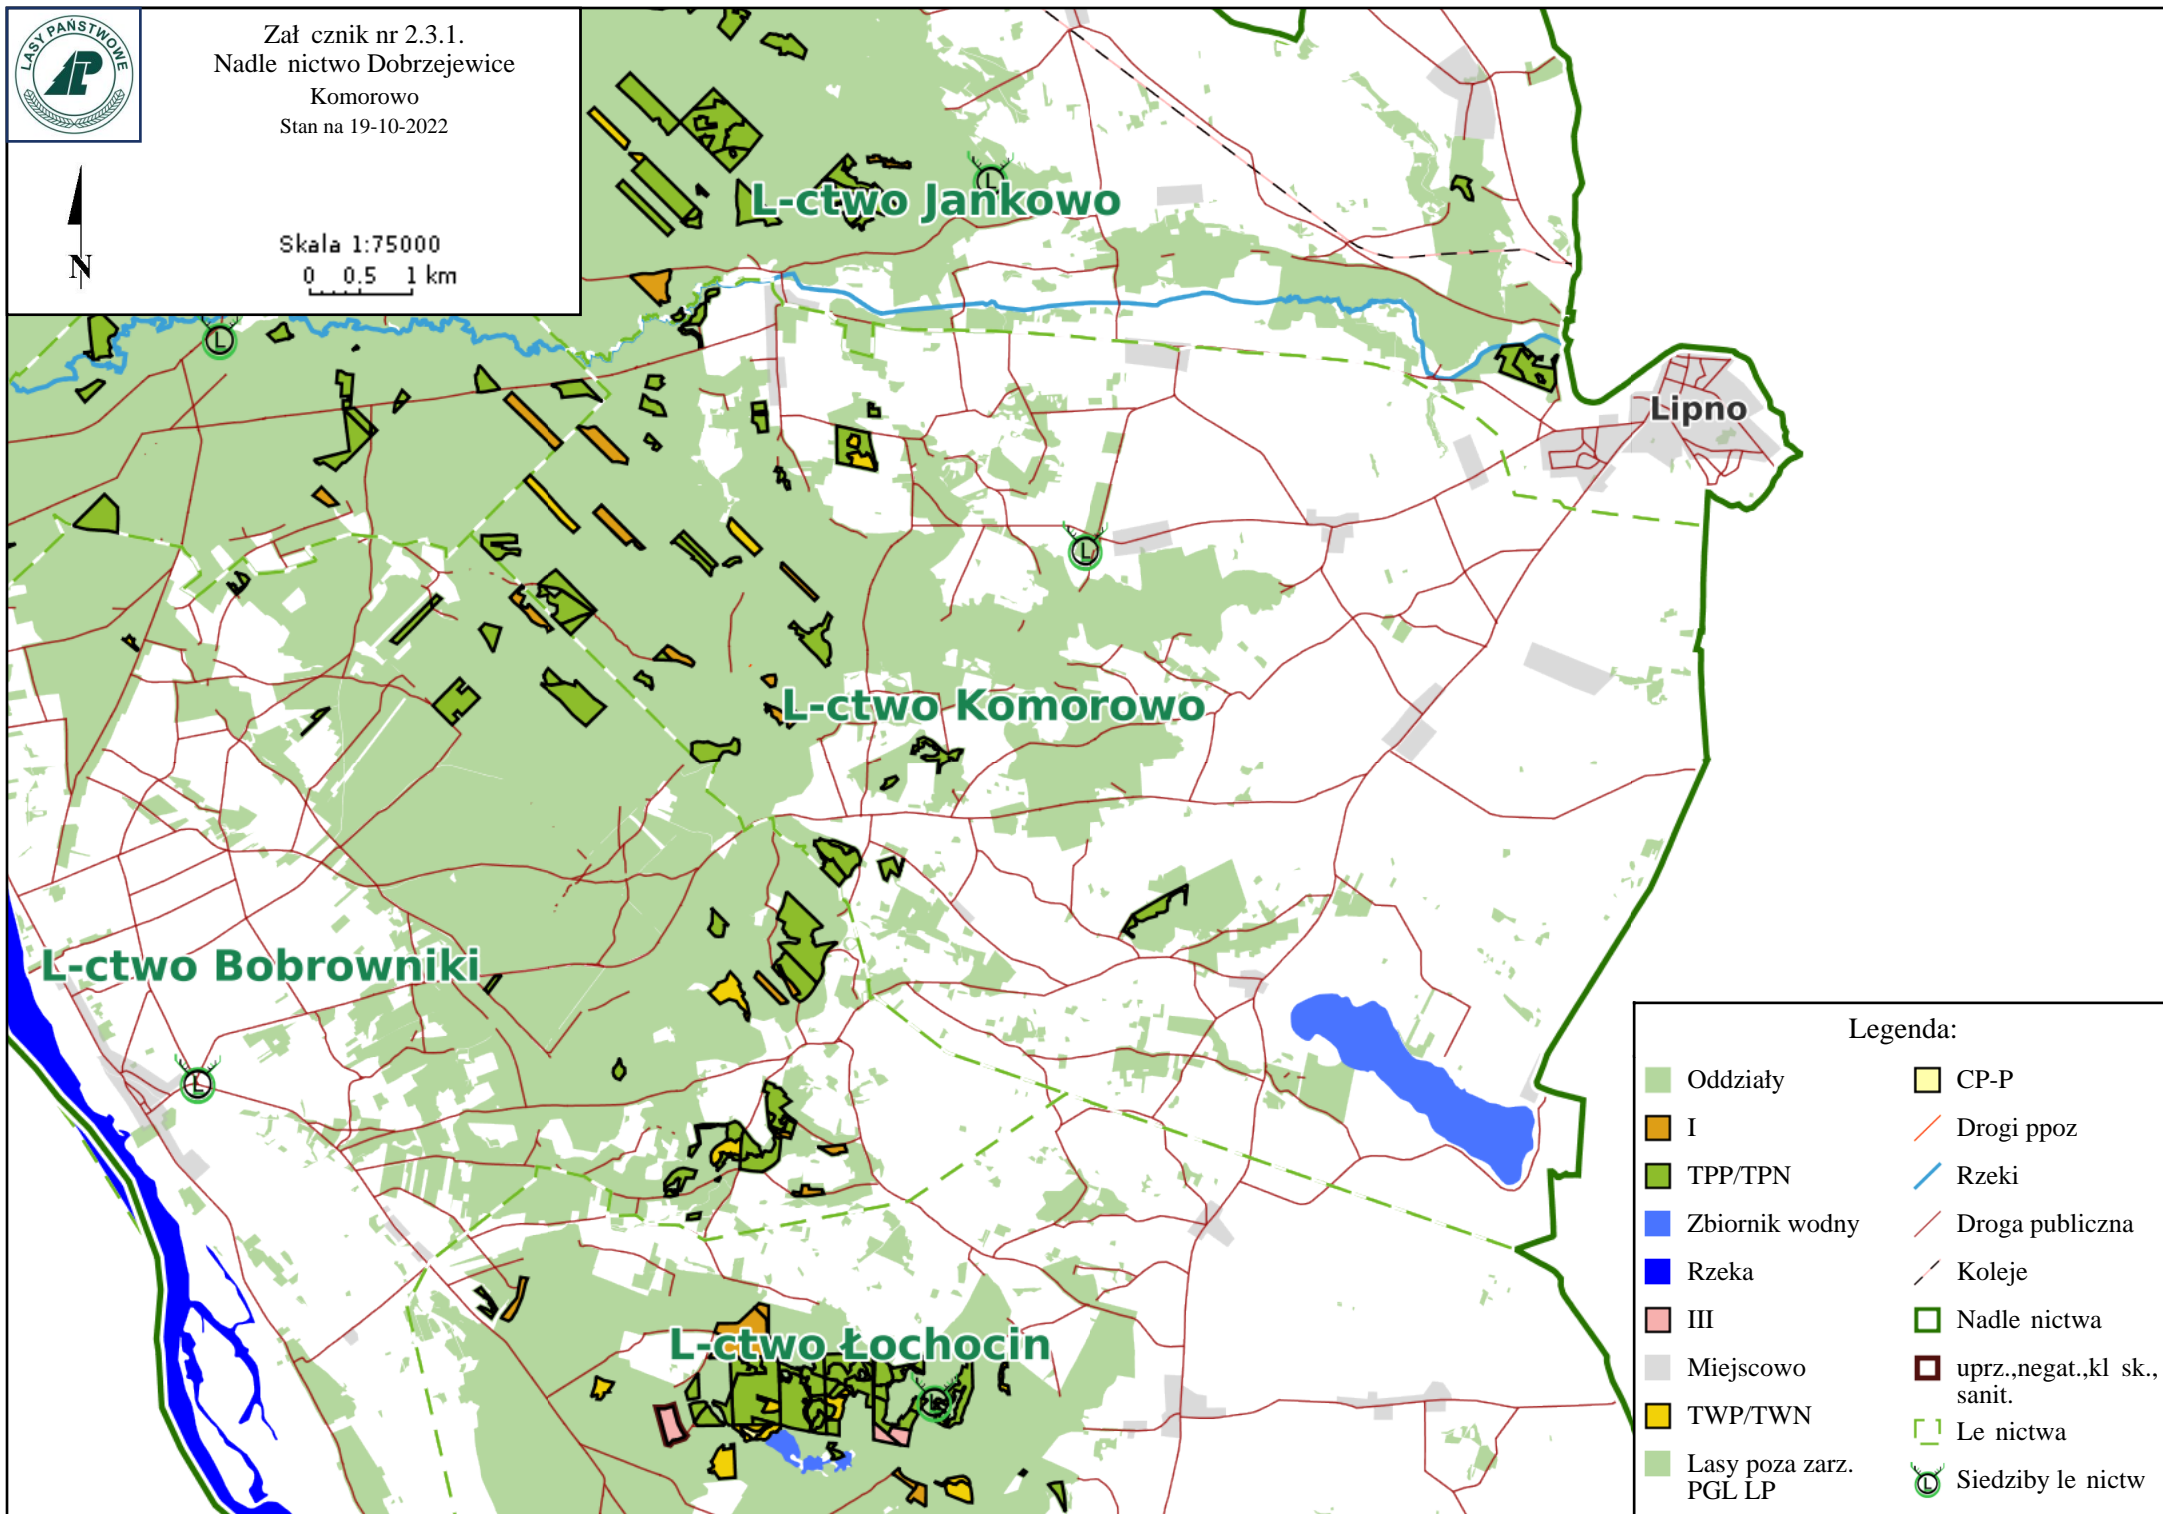 LASY PAŃSTWOWE
LP
Zał cznik nr 2.3.1.
Nadle nictwo Dobrzejewice
Komorowo
Stan na 19-10-2022
N
Skala 1:75000
0 0.5 1 km
L-ctwo Jankowo
L
L
Lipno
L
L-ctwo Komorowo
L-ctwo Bobrowniki
L
L-ctwo Łochocin
Legenda:
Oddziały
I
TPP/TPN
Zbiornik wodny
Rzeka
III
Miejscowo
TWP/TWN
Lasy poza zarz.
PGL LP
CP-P
Drogi ppoz
Rzeki
Droga publiczna
Koleje
Nadle nictwa
uprz.,negat.,kl sk.,
sanit.
Le nictwa
L
Siedziby le nictw